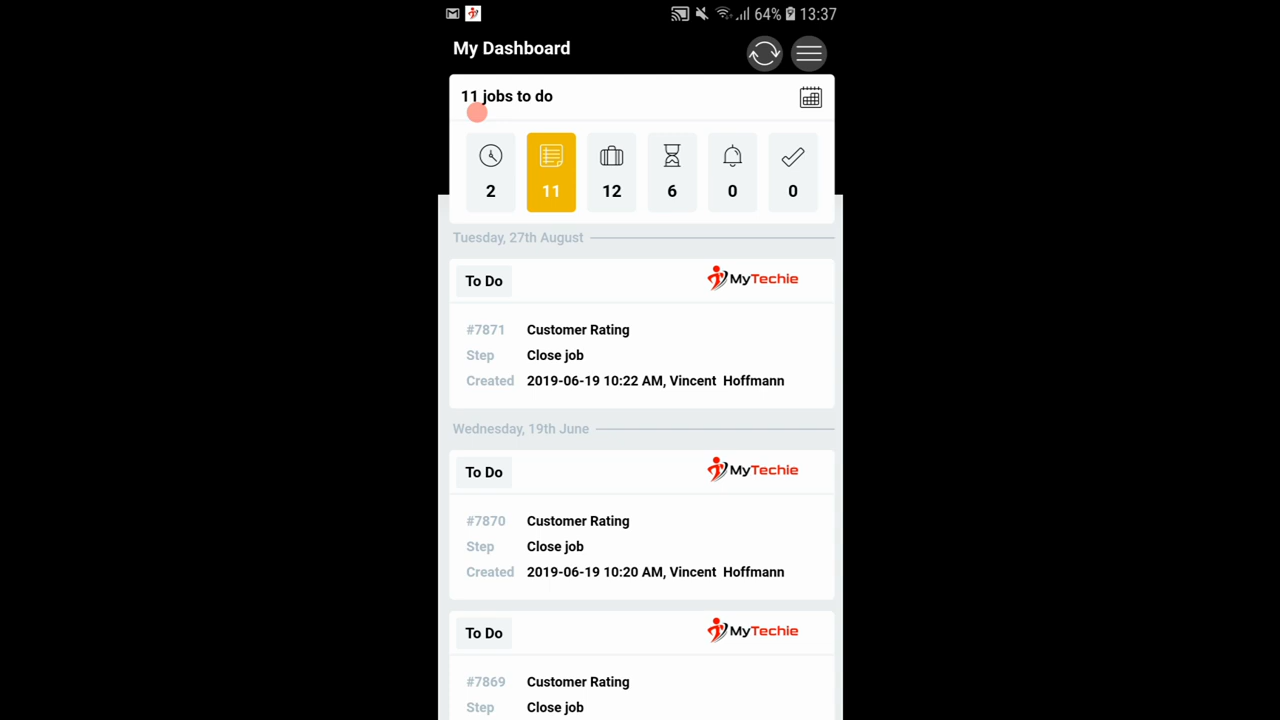 64% 13:37
My Dashboard
11 jobs to do
2 11 12 6 0 0
Tuesday, 27th August
To Do MyTechie
#7871 Customer Rating
Step Close job
Created 2019-06-19 10:22 AM, Vincent Hoffmann
Wednesday, 19th June
To Do MyTechie
#7870 Customer Rating
Step Close job
Created 2019-06-19 10:20 AM, Vincent Hoffmann
To Do MyTechie
#7869 Customer Rating
Step Close job